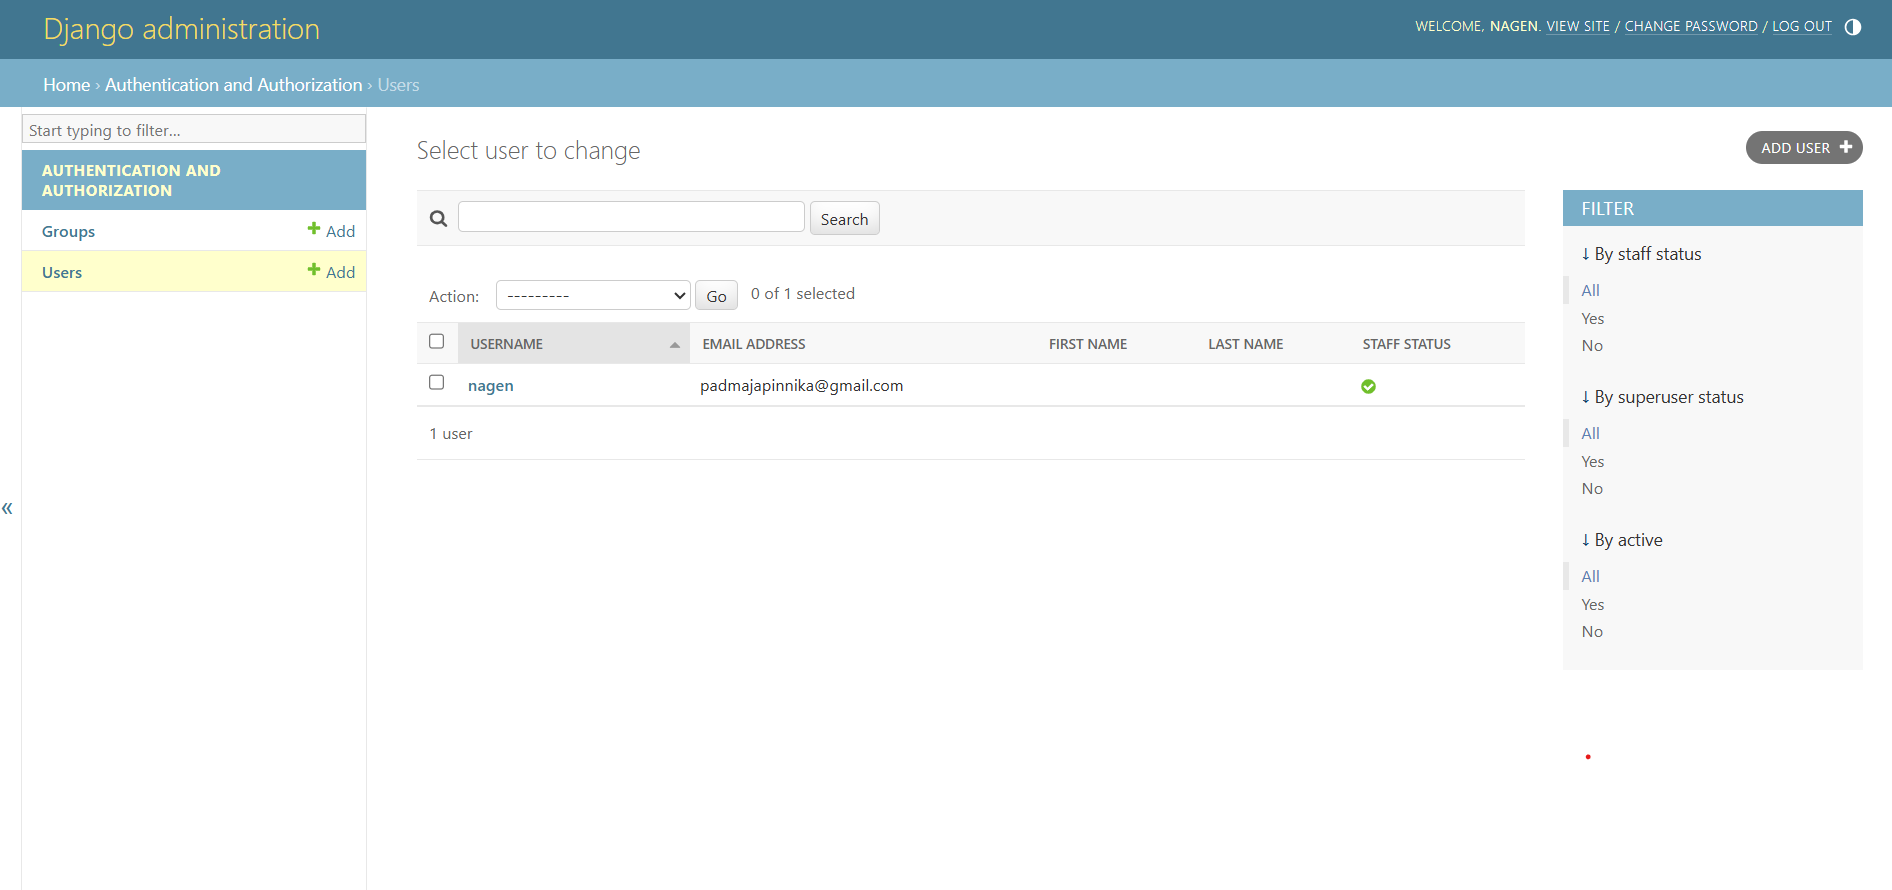 Django administration
WELCOME, NAGEN. VIEW SITE / CHANGE PASSWORD / LOG OUT
Home › Authentication and Authorization › Users
Start typing to filter...
AUTHENTICATION AND
AUTHORIZATION
Groups Add
Users Add
«
Select user to change
ADD USER
Search
Action: --------- Go 0 of 1 selected
USERNAME EMAIL ADDRESS FIRST NAME LAST NAME STAFF STATUS
nagen padmajapinnika@gmail.com
1 user
FILTER
↓ By staff status
All
Yes
No
↓ By superuser status
All
Yes
No
↓ By active
All
Yes
No